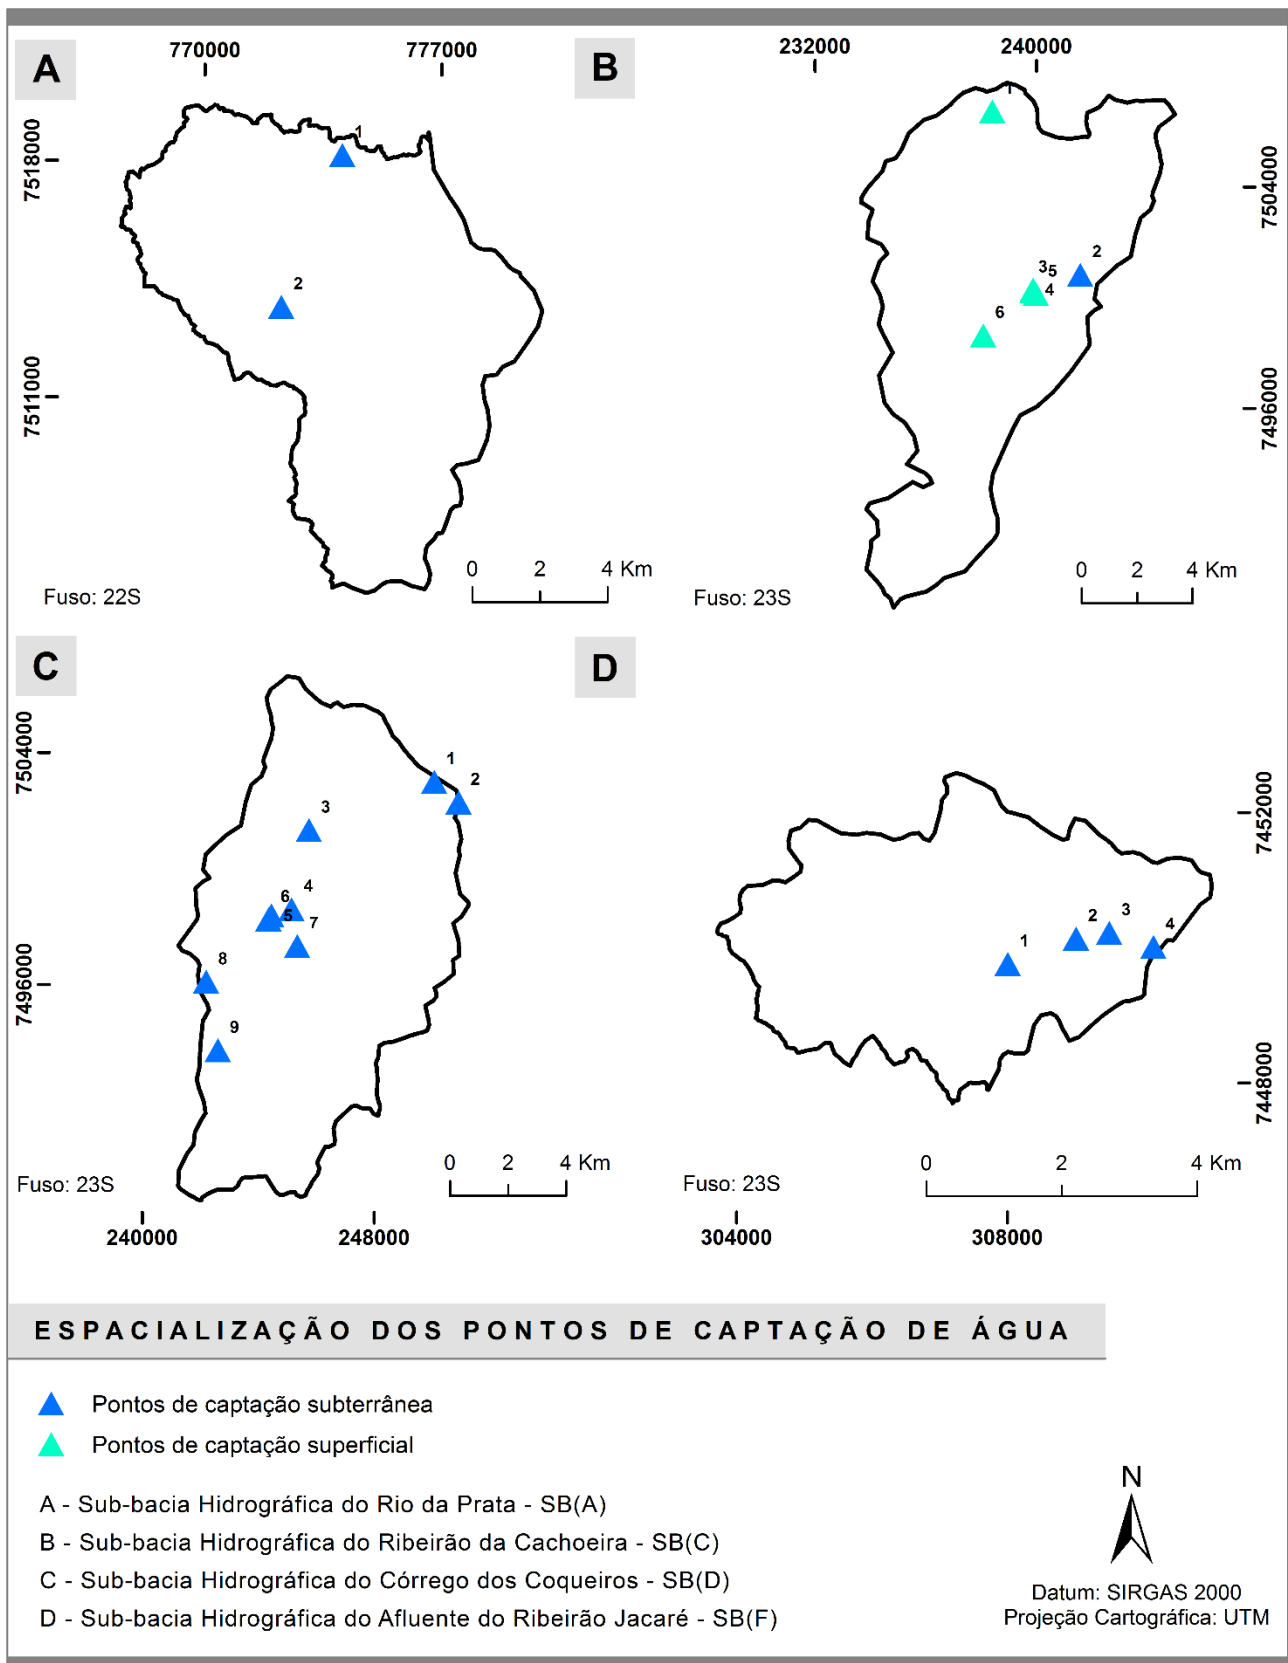 A
770000 777000
1
7518000
2
7511000
0 2 4 Km
Fuso: 22S
B
232000 240000
1
7504000
2
3 5
4
6
7496000
0 2 4 Km
Fuso: 23S
C
7504000
1
2
3
4
6
5
7
7496000
8
9
0 2 4 Km
Fuso: 23S
240000 248000
D
7452000
1
2
3
4
7448000
0 2 4 Km
Fuso: 23S
304000 308000
ESPACIALIZAÇÃO DOS PONTOS DE CAPTAÇÃO DE ÁGUA
Pontos de captação subterrânea
Pontos de captação superficial
A - Sub-bacia Hidrográfica do Rio da Prata - SB(A)
B - Sub-bacia Hidrográfica do Ribeirão da Cachoeira - SB(C)
C - Sub-bacia Hidrográfica do Córrego dos Coqueiros - SB(D)
D - Sub-bacia Hidrográfica do Afluente do Ribeirão Jacaré - SB(F)
N
Datum: SIRGAS 2000
Projeção Cartográfica: UTM